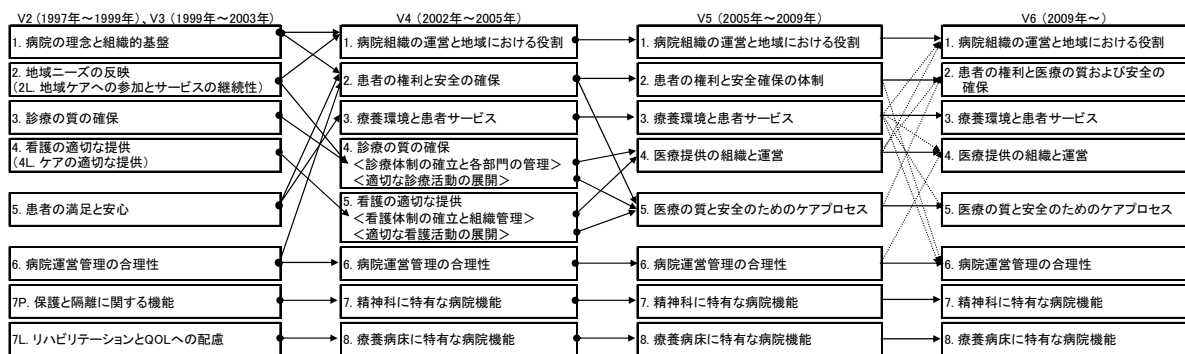 V2 (1997年～1999年)、V3 (1999年～2003年)
1. 病院の理念と組織的基盤
2. 地域ニーズの反映
(2L. 地域ケアへの参加とサービスの継続性)
3. 診療の質の確保
4. 看護の適切な提供
(4L. ケアの適切な提供)
5. 患者の満足と安心
6. 病院運営管理の合理性
7P. 保護と隔離に関する機能
7L. リハビリテーションとQOLへの配慮
V4 (2002年～2005年)
1. 病院組織の運営と地域における役割
2. 患者の権利と安全の確保
3. 療養環境と患者サービス
4. 診療の質の確保
<診療体制の確立と各部門の管理>
<適切な診療活動の展開>
5. 看護の適切な提供
<看護体制の確立と組織管理>
<適切な看護活動の展開>
6. 病院運営管理の合理性
7. 精神科に特有な病院機能
8. 療養病床に特有な病院機能
V5 (2005年～2009年)
1. 病院組織の運営と地域における役割
2. 患者の権利と安全確保の体制
3. 療養環境と患者サービス
4. 医療提供の組織と運営
5. 医療の質と安全のためのケアプロセス
6. 病院運営管理の合理性
7. 精神科に特有な病院機能
8. 療養病床に特有な病院機能
V6 (2009年～)
1. 病院組織の運営と地域における役割
2. 患者の権利と医療の質および安全の
確保
3. 療養環境と患者サービス
4. 医療提供の組織と運営
5. 医療の質と安全のためのケアプロセス
6. 病院運営管理の合理性
7. 精神科に特有な病院機能
8. 療養病床に特有な病院機能